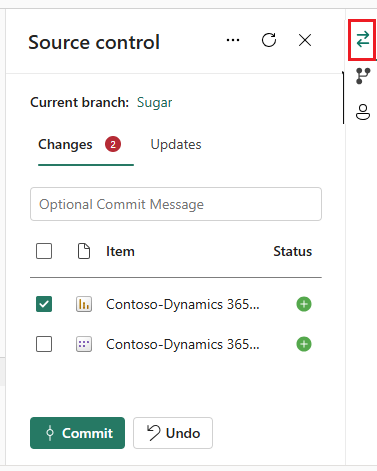 Source control
Current branch: Sugar
Changes 2 Updates
Optional Commit Message
Item Status
Contoso-Dynamics 365...
Contoso-Dynamics 365...
Commit Undo